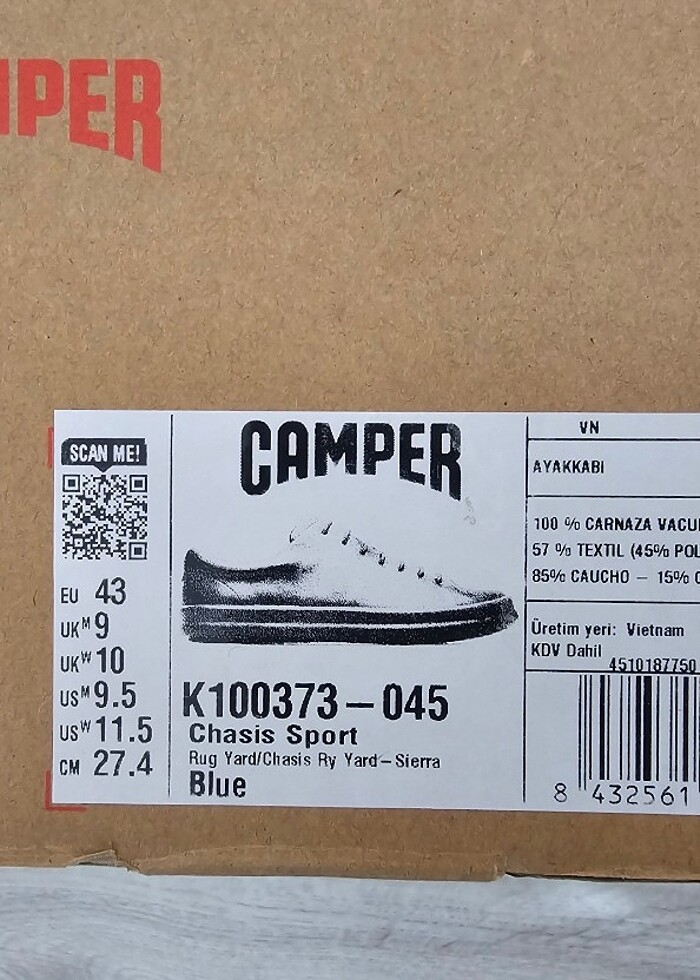 MPER
SCAN ME!
EU 43
UKM 9
UKW 10
USM 9.5
USW 11.5
CM 27.4
CAMPER
K100373-045
Chasis Sport
Rug Yard/Chasis Ry Yard-Sierra
Blue
VN
AYAKKABI
100 % CARNAZA VACU
57 % TEXTIL (45% POL
85% CAUCHO - 15%
Üretim yeri: Vietnam
KDV Dahil
4510187750
8 432561